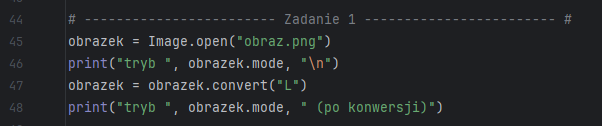 44 # ------------------------ Zadanie 1 ------------------------ #
45 obrazek = Image.open("obraz.png")
46 print("tryb ", obrazek.mode, "\n")
47 obrazek = obrazek.convert("L")
48 print("tryb ", obrazek.mode, " (po konwersji)")